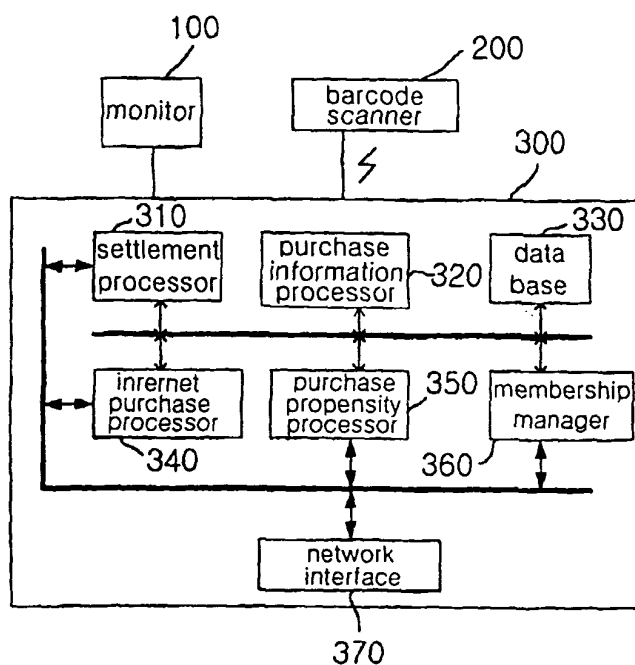 100
200
monitor
barcode
scanner
300
310
330
settlement
processor
purchase
information
processor
320
data
base
inrernet
purchase
processor
340
purchase
propensity
processor
350
membership
manager
360
network
interface
370